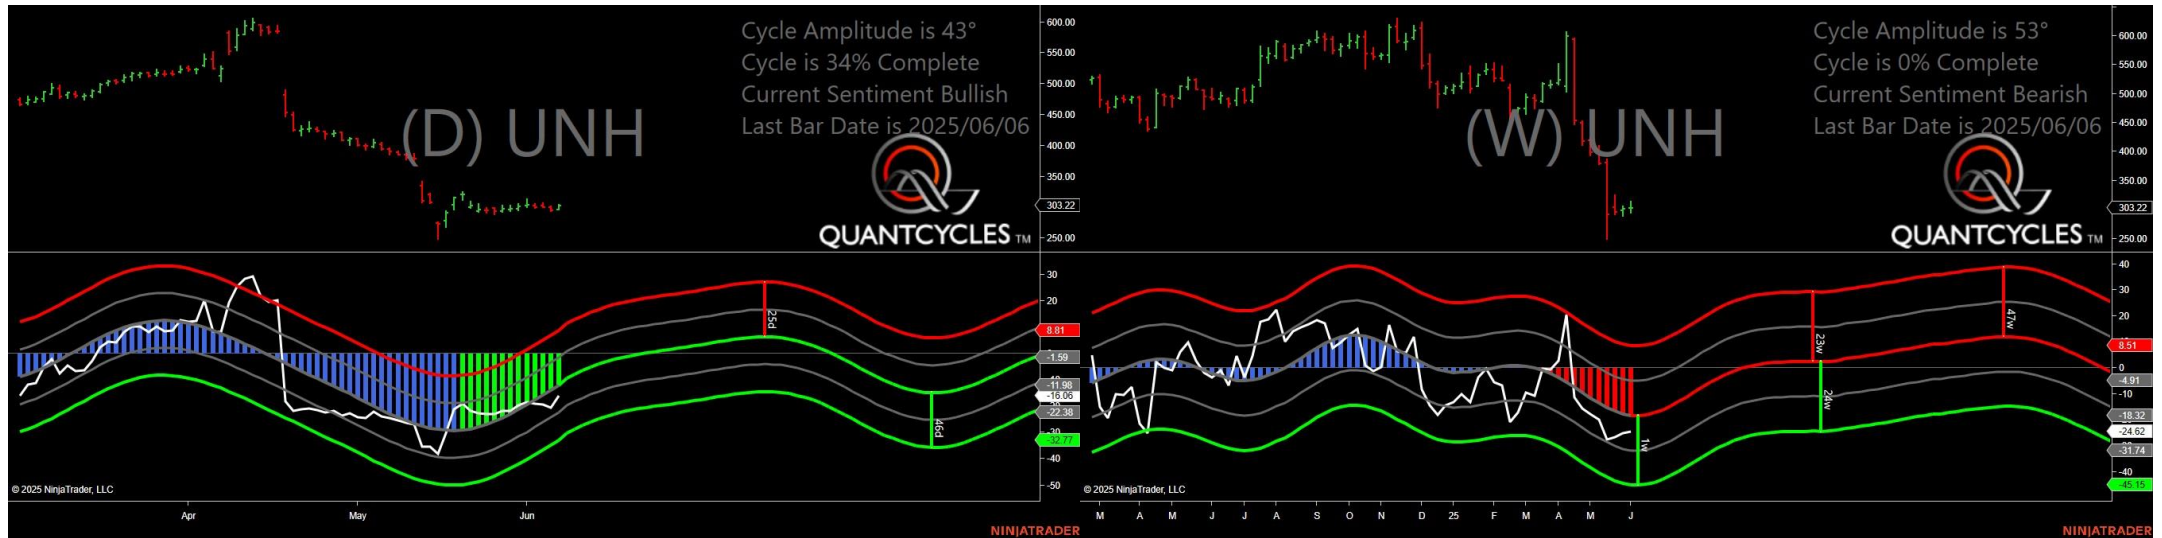 Cycle Amplitude is 43°
Cycle is 34% Complete
Current Sentiment Bullish
Last Bar Date is 2025/06/06
(D) UNH
QUANTCYCLES TM
600.00
550.00
500.00
450.00
400.00
350.00
303.22
250.00
30
20
8.81
-1.59
-11.98
-16.06
-22.38
-32.77
-40
-50
25d
46d
© 2025 NinjaTrader, LLC
Apr May Jun
NINJATRADER
Cycle Amplitude is 53°
Cycle is 0% Complete
Current Sentiment Bearish
Last Bar Date is 2025/06/06
(W) UNH
QUANTCYCLES TM
600.00
550.00
500.00
450.00
400.00
350.00
303.22
250.00
40
30
20
8.51
0
-4.91
-10
-18.32
-24.62
-31.74
-40
-45.15
1w
23w
24w
47w
© 2025 NinjaTrader, LLC
M A M J J A S O N D 25 F M A M J
NINJATRADER